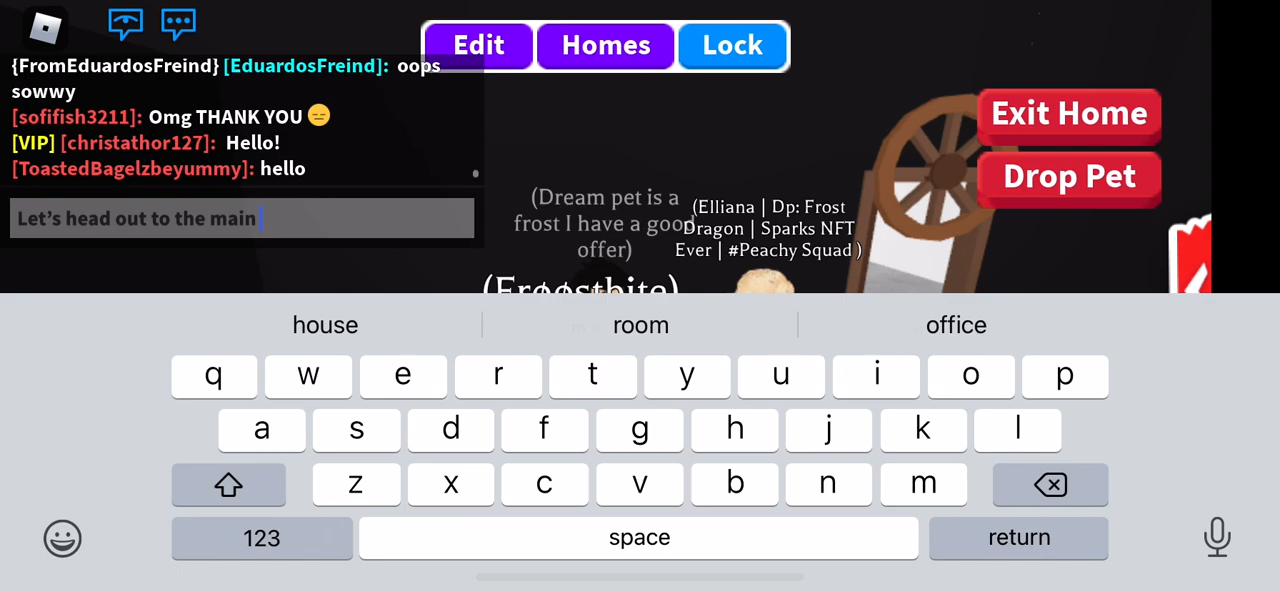 Edit Homes Lock
{FromEduardosFreind} [EduardosFreind]: oops
sowwy
[sofifish3211]: Omg THANK YOU 😑
[VIP] [christathor127]: Hello!
[ToastedBagelzbeyummy]: hello
Let's head out to the main
Exit Home
Drop Pet
(Dream pet is a
frost I have a good
offer)
(Elliana | Dp: Frost
Dragon | Sparks NFT
Ever | #Peachy Squad )
(Frøøstbite)
house room office
q w e r t y u i o p
a s d f g h j k l
z x c v b n m
123 space return